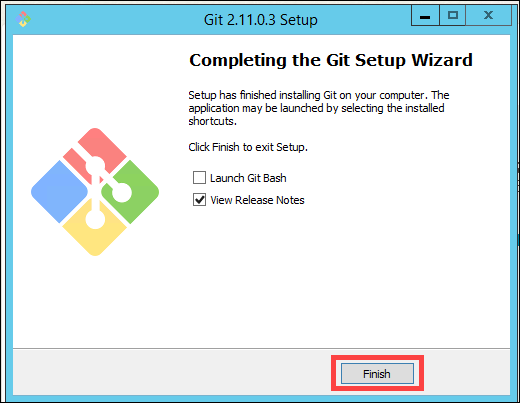 Git 2.11.0.3 Setup
Completing the Git Setup Wizard
Setup has finished installing Git on your computer. The
application may be launched by selecting the installed
shortcuts.
Click Finish to exit Setup.
Launch Git Bash
View Release Notes
Finish